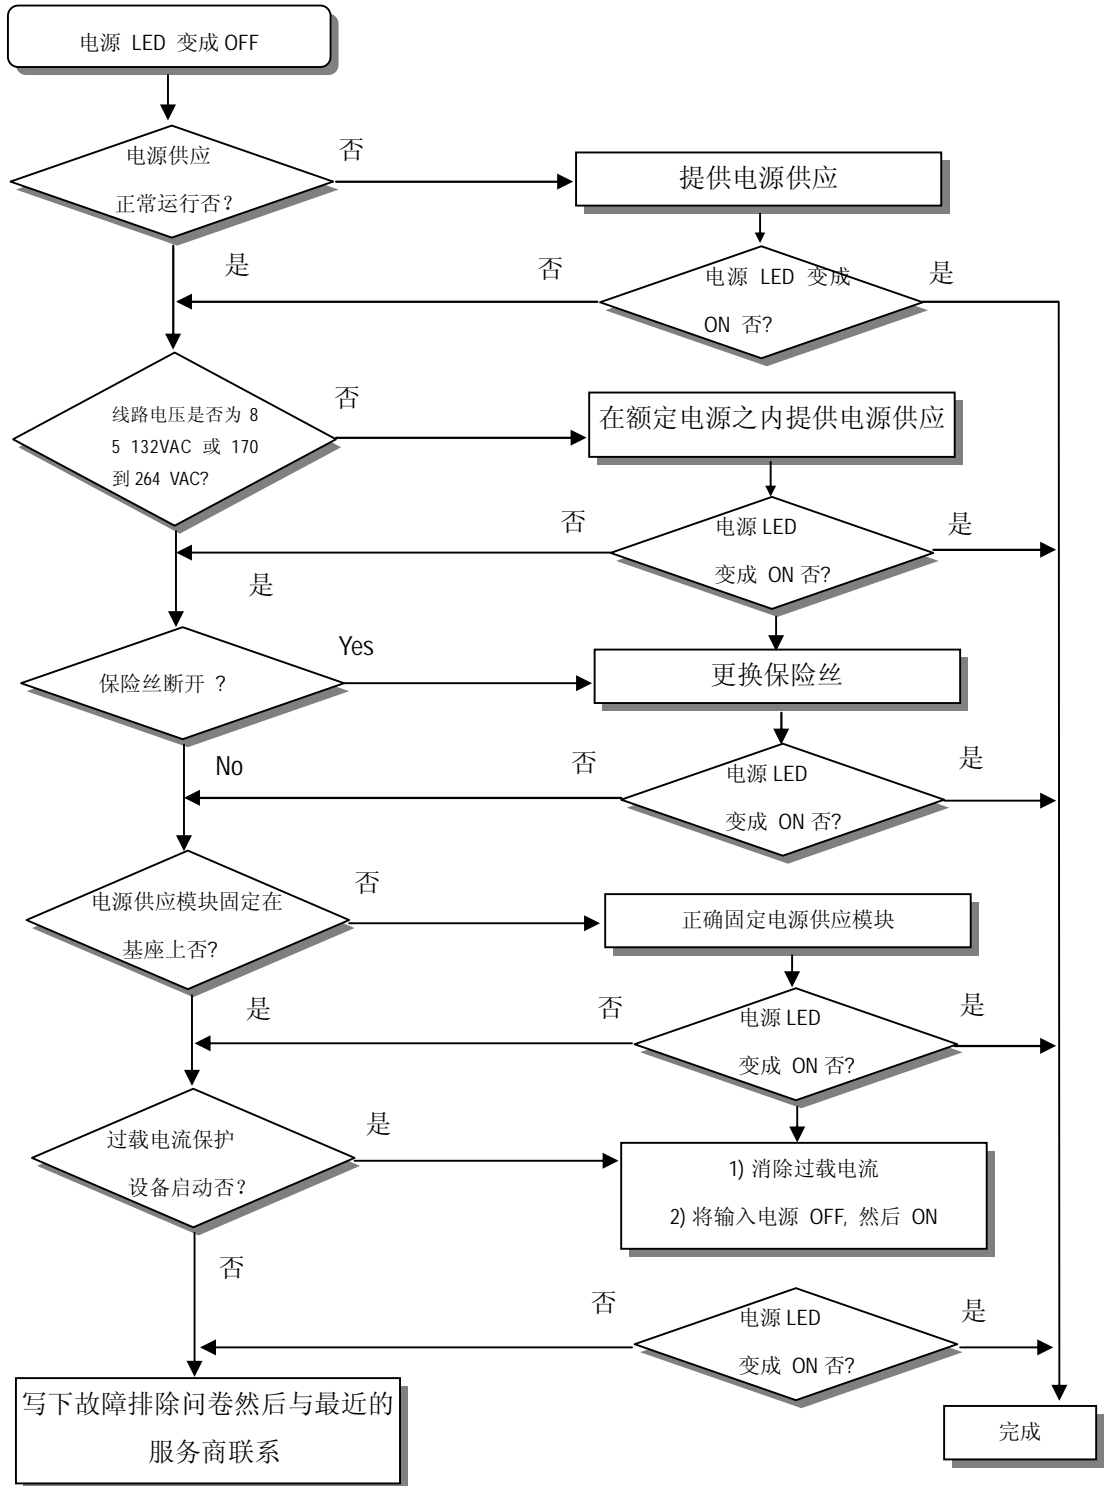 电源 LED 变成 OFF
电源供应
正常运行否？
否
提供电源供应
是
否
电源 LED 变成
ON 否?
是
线路电压是否为 8
5 132VAC 或 170
到 264 VAC?
否
在额定电源之内提供电源供应
否
电源 LED
变成 ON 否?
是
是
保险丝断开 ?
Yes
更换保险丝
No
否
电源 LED
变成 ON 否?
是
电源供应模块固定在
基座上否?
否
正确固定电源供应模块
是
否
电源 LED
变成 ON 否?
是
过载电流保护
设备启动否？
是
1) 消除过载电流
2) 将输入电源 OFF, 然后 ON
否
否
电源 LED
变成 ON 否?
是
写下故障排除问卷然后与最近的
服务商联系
完成